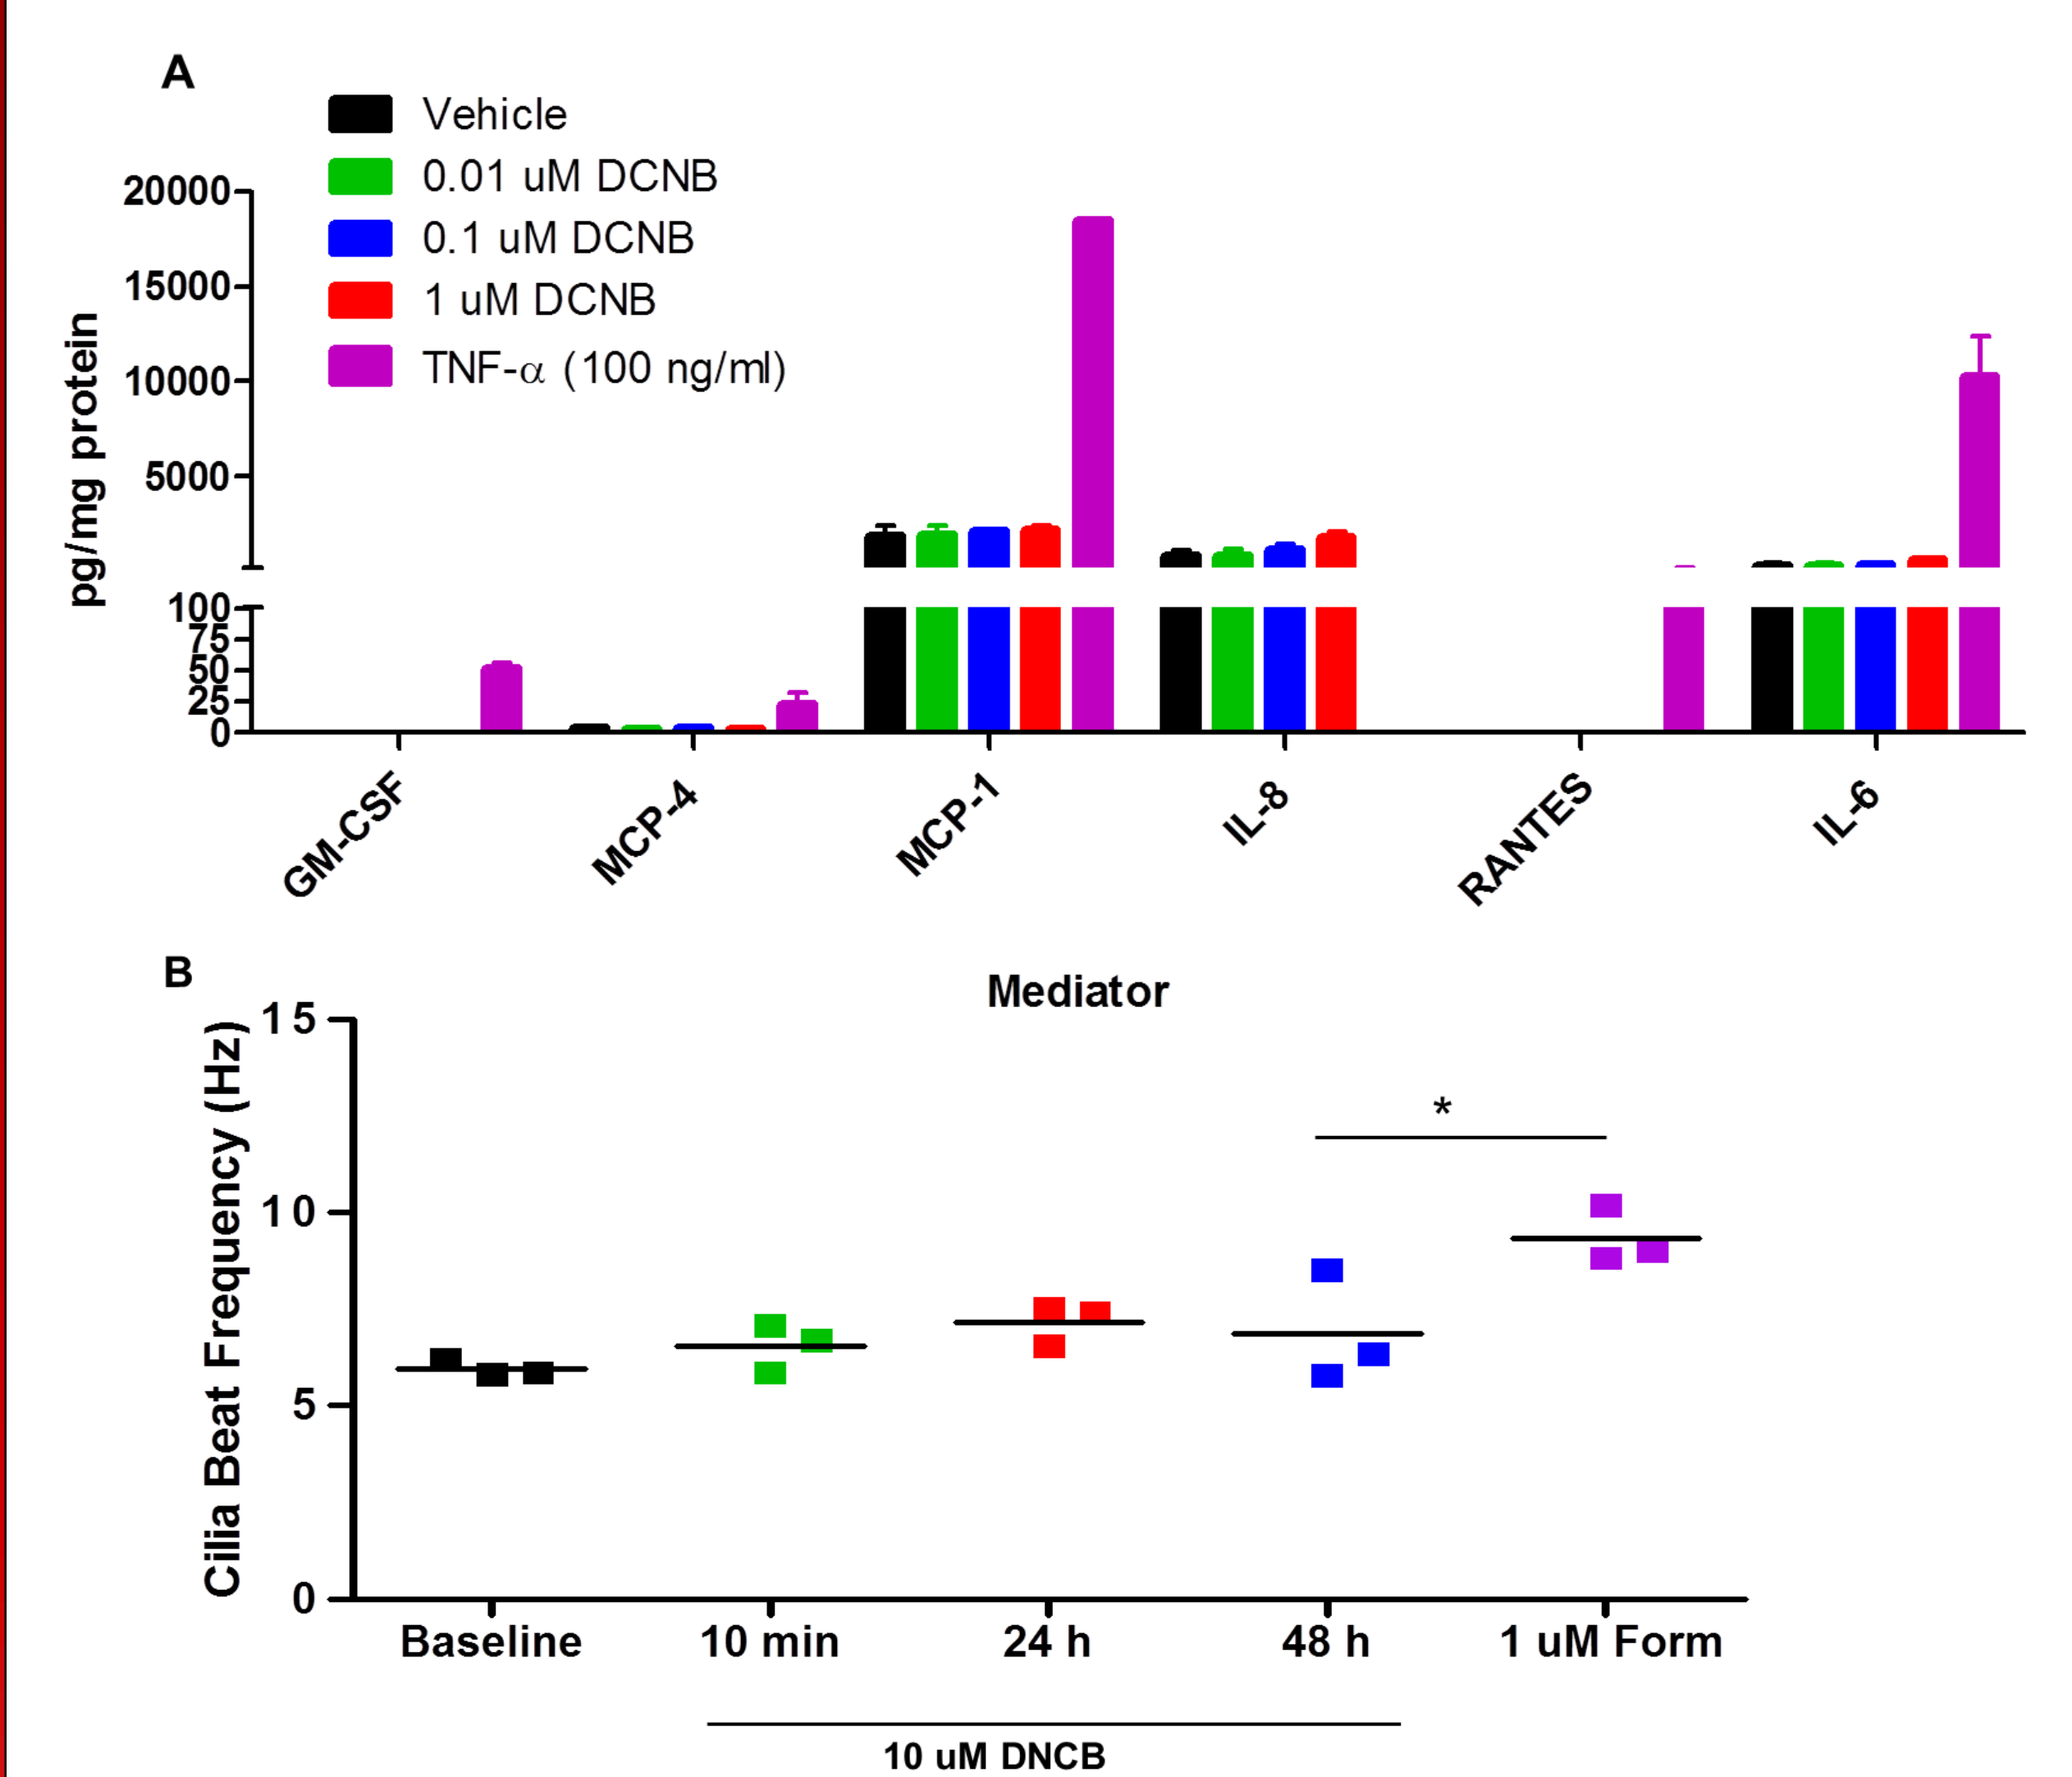 A
Vehicle
0.01 uM DCNB
0.1 uM DCNB
1 uM DCNB
TNF-α (100 ng/ml)
20000
15000
10000
5000
100
75
50
25
0
pg/mg protein
GM-CSF
MCP-4
MCP-1
IL-8
RANTES
IL-6
Mediator
B
15
10
5
0
Cilia Beat Frequency (Hz)
*
Baseline
10 min
24 h
48 h
1 uM Form
10 uM DNCB